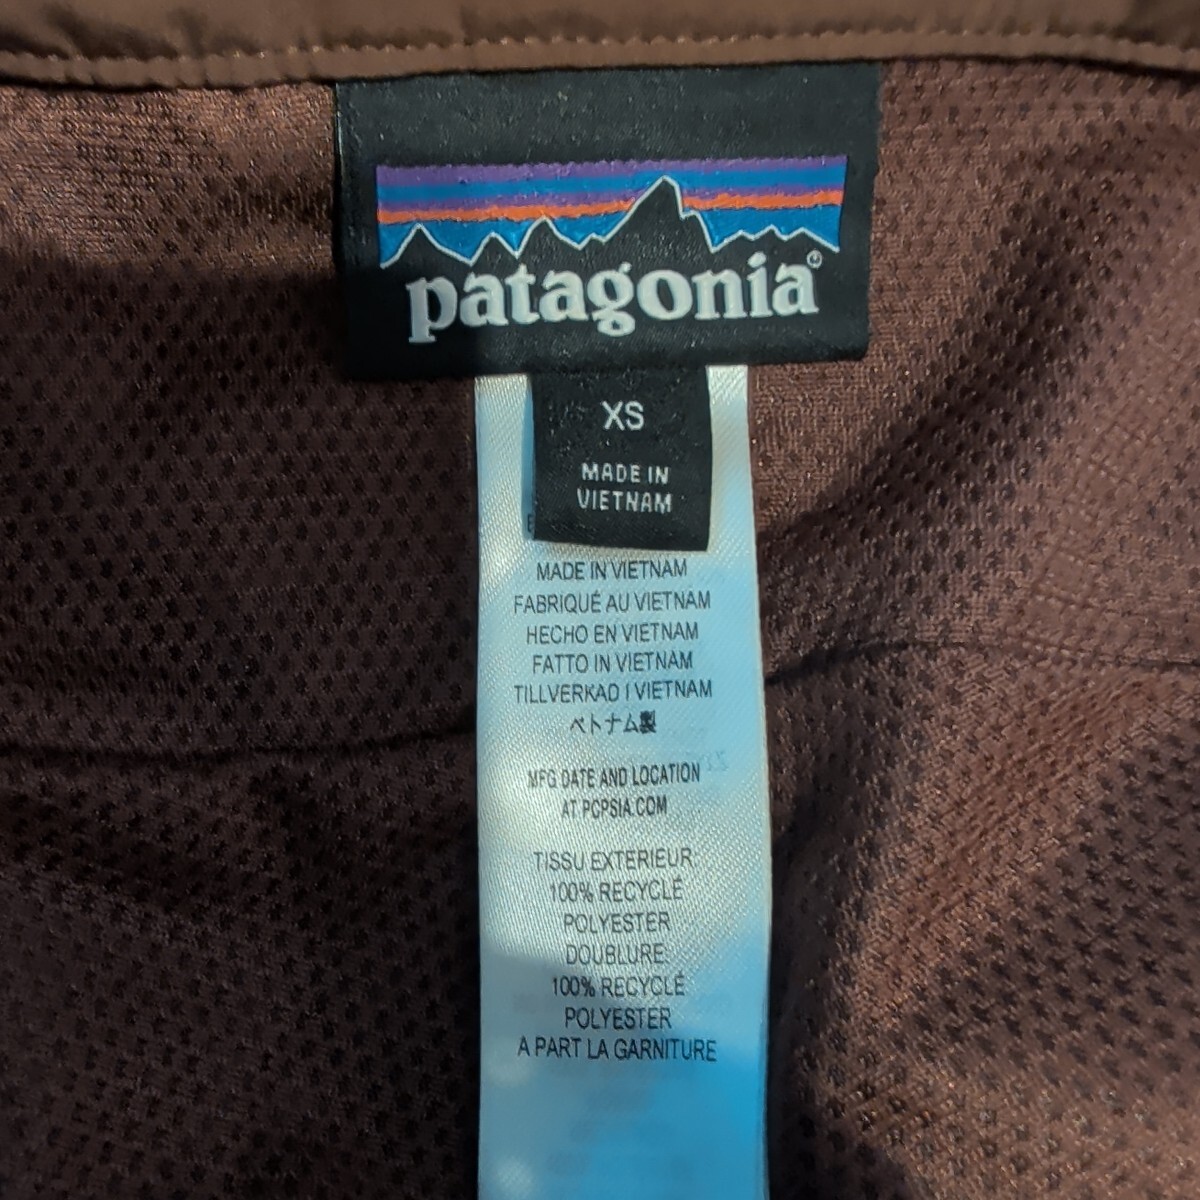 patagonia®
XS
MADE IN
VIETNAM
MADE IN VIETNAM
FABRIQUÉ AU VIETNAM
HECHO EN VIETNAM
FATTO IN VIETNAM
TILLVERKAD I VIETNAM
ベトナム製
MFG DATE AND LOCATION
AT PCPSIA.COM
TISSU EXTERIEUR
100% RECYCLÉ
POLYESTER
DOUBLURE
100% RECYCLÉ
POLYESTER
A PART LA GARNITURE